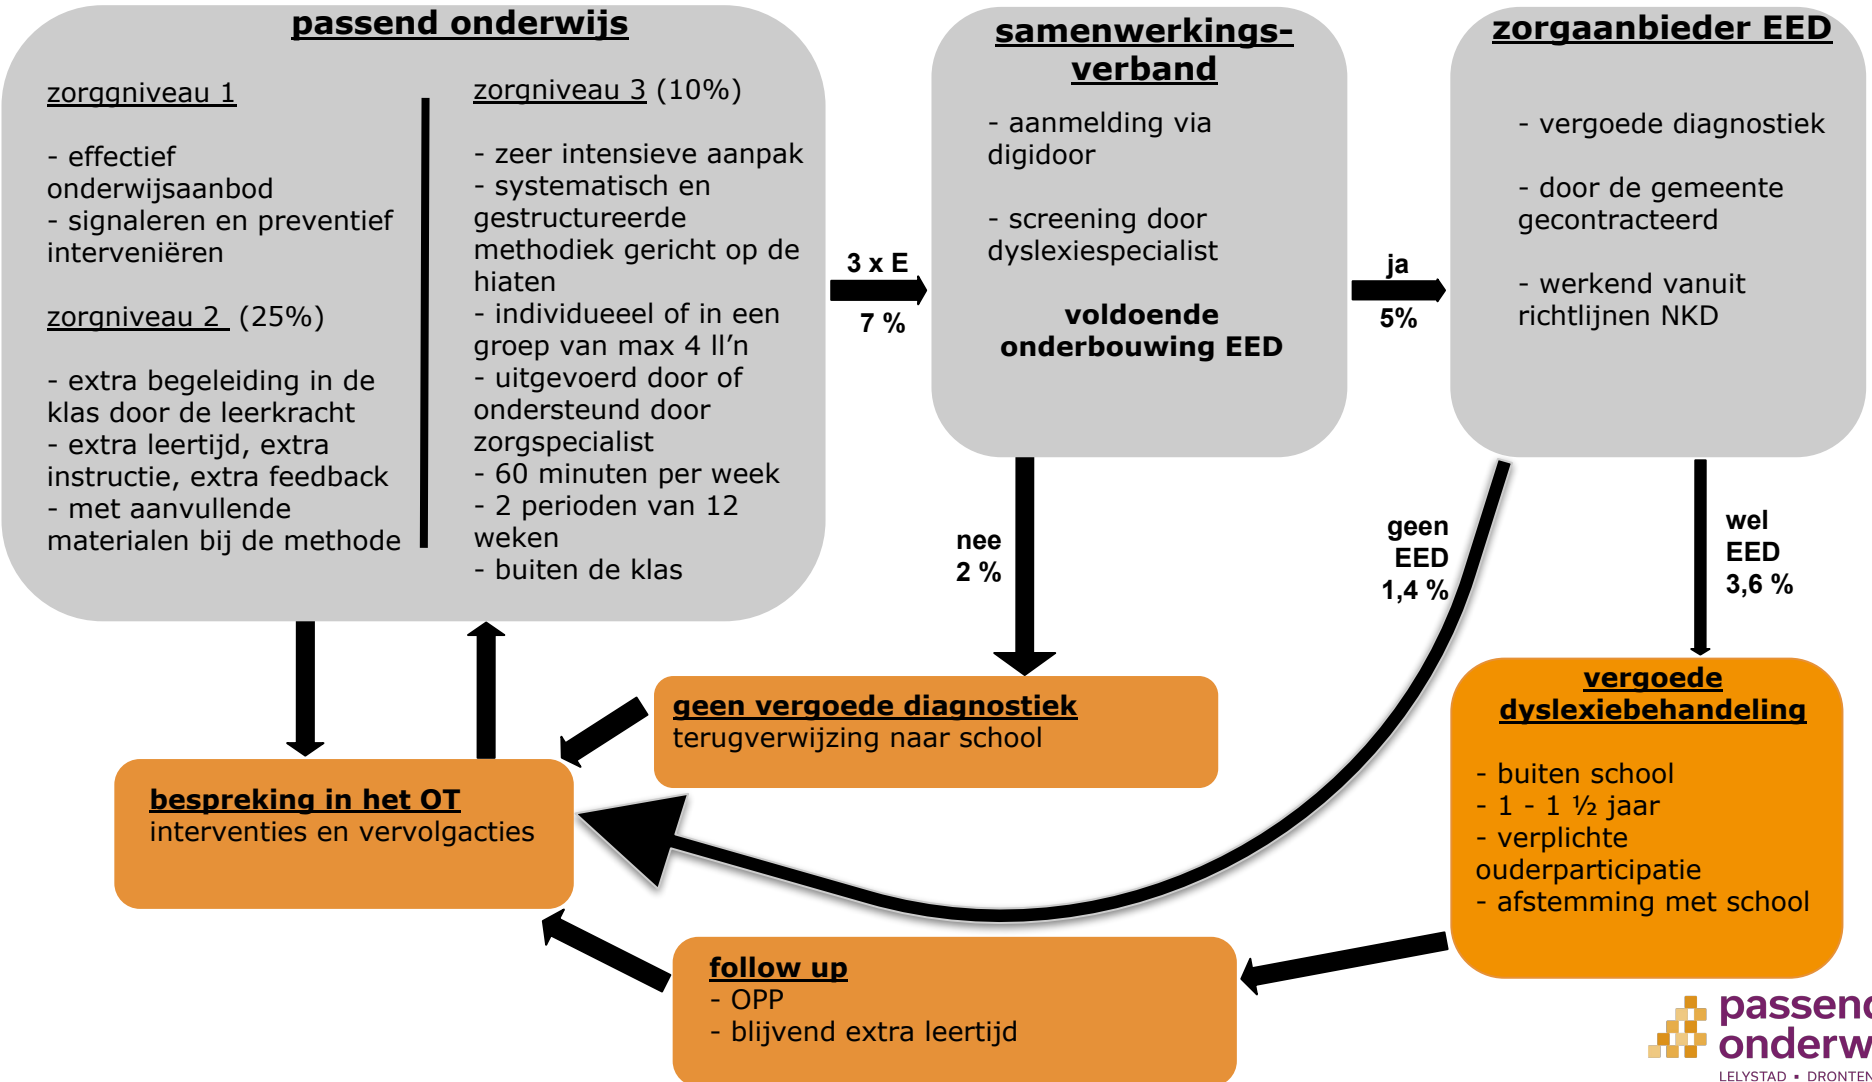 passend onderwijs
zorggniveau 1
- effectief
onderwijsaanbod
- signaleren en preventief
interveniëren
zorgniveau 2  (25%)
- extra begeleiding in de
klas door de leerkracht
- extra leertijd, extra
instructie, extra feedback
- met aanvullende
materialen bij de methode
zorgniveau 3 (10%)
- zeer intensieve aanpak
- systematisch en
gestructureerde
methodiek gericht op de
hiaten
- individueeel of in een
groep van max 4 ll’n
- uitgevoerd door of
ondersteund door
zorgspecialist
- 60 minuten per week
- 2 perioden van 12
weken
- buiten de klas
3 x E
7 %
samenwerkings-
verband
- aanmelding via
digidoor
- screening door
dyslexiespecialist
voldoende
onderbouwing EED
ja
5%
zorgaanbieder EED
- vergoede diagnostiek
- door de gemeente
gecontracteerd
- werkend vanuit
richtlijnen NKD
nee
2 %
geen
EED
1,4 %
wel
EED
3,6 %
geen vergoede diagnostiek
terugverwijzing naar school
bespreking in het OT
interventies en vervolgacties
vergoede
dyslexiebehandeling
- buiten school
- 1 - 1 ½ jaar
- verplichte
ouderparticipatie
- afstemming met school
follow up
- OPP
- blijvend extra leertijd
passend
onderw
LELYSTAD ▪ DRONTEN